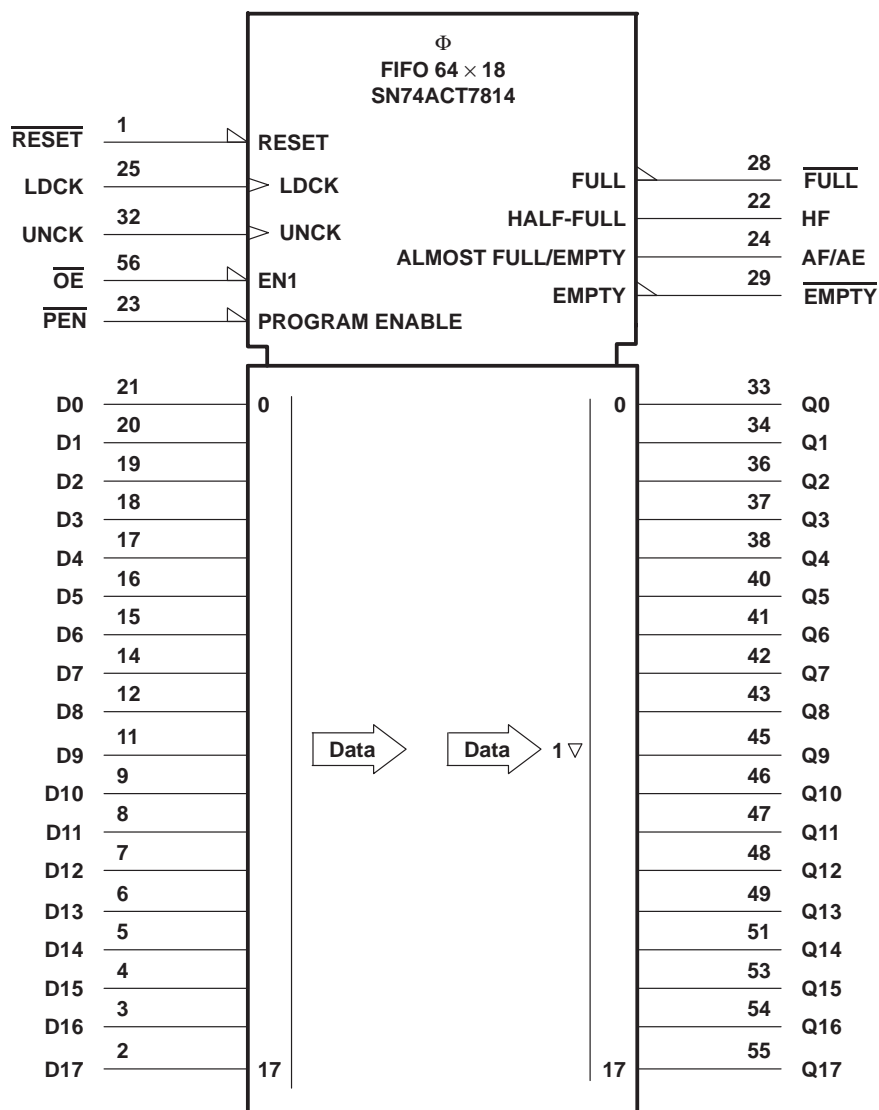 Φ
FIFO 64 × 18
SN74ACT7814
RESET 1 RESET
LDCK 25 LDCK
UNCK 32 UNCK
OE 56 EN1
PEN 23 PROGRAM ENABLE
FULL 28 FULL
HALF-FULL 22 HF
ALMOST FULL/EMPTY 24 AF/AE
EMPTY 29 EMPTY
D0 21 0 0 33 Q0
D1 20 34 Q1
D2 19 36 Q2
D3 18 37 Q3
D4 17 38 Q4
D5 16 40 Q5
D6 15 41 Q6
D7 14 42 Q7
D8 12 43 Q8
D9 11 Data Data 1 ▽ 45 Q9
D10 9 46 Q10
D11 8 47 Q11
D12 7 48 Q12
D13 6 49 Q13
D14 5 51 Q14
D15 4 53 Q15
D16 3 54 Q16
D17 2 17 17 55 Q17